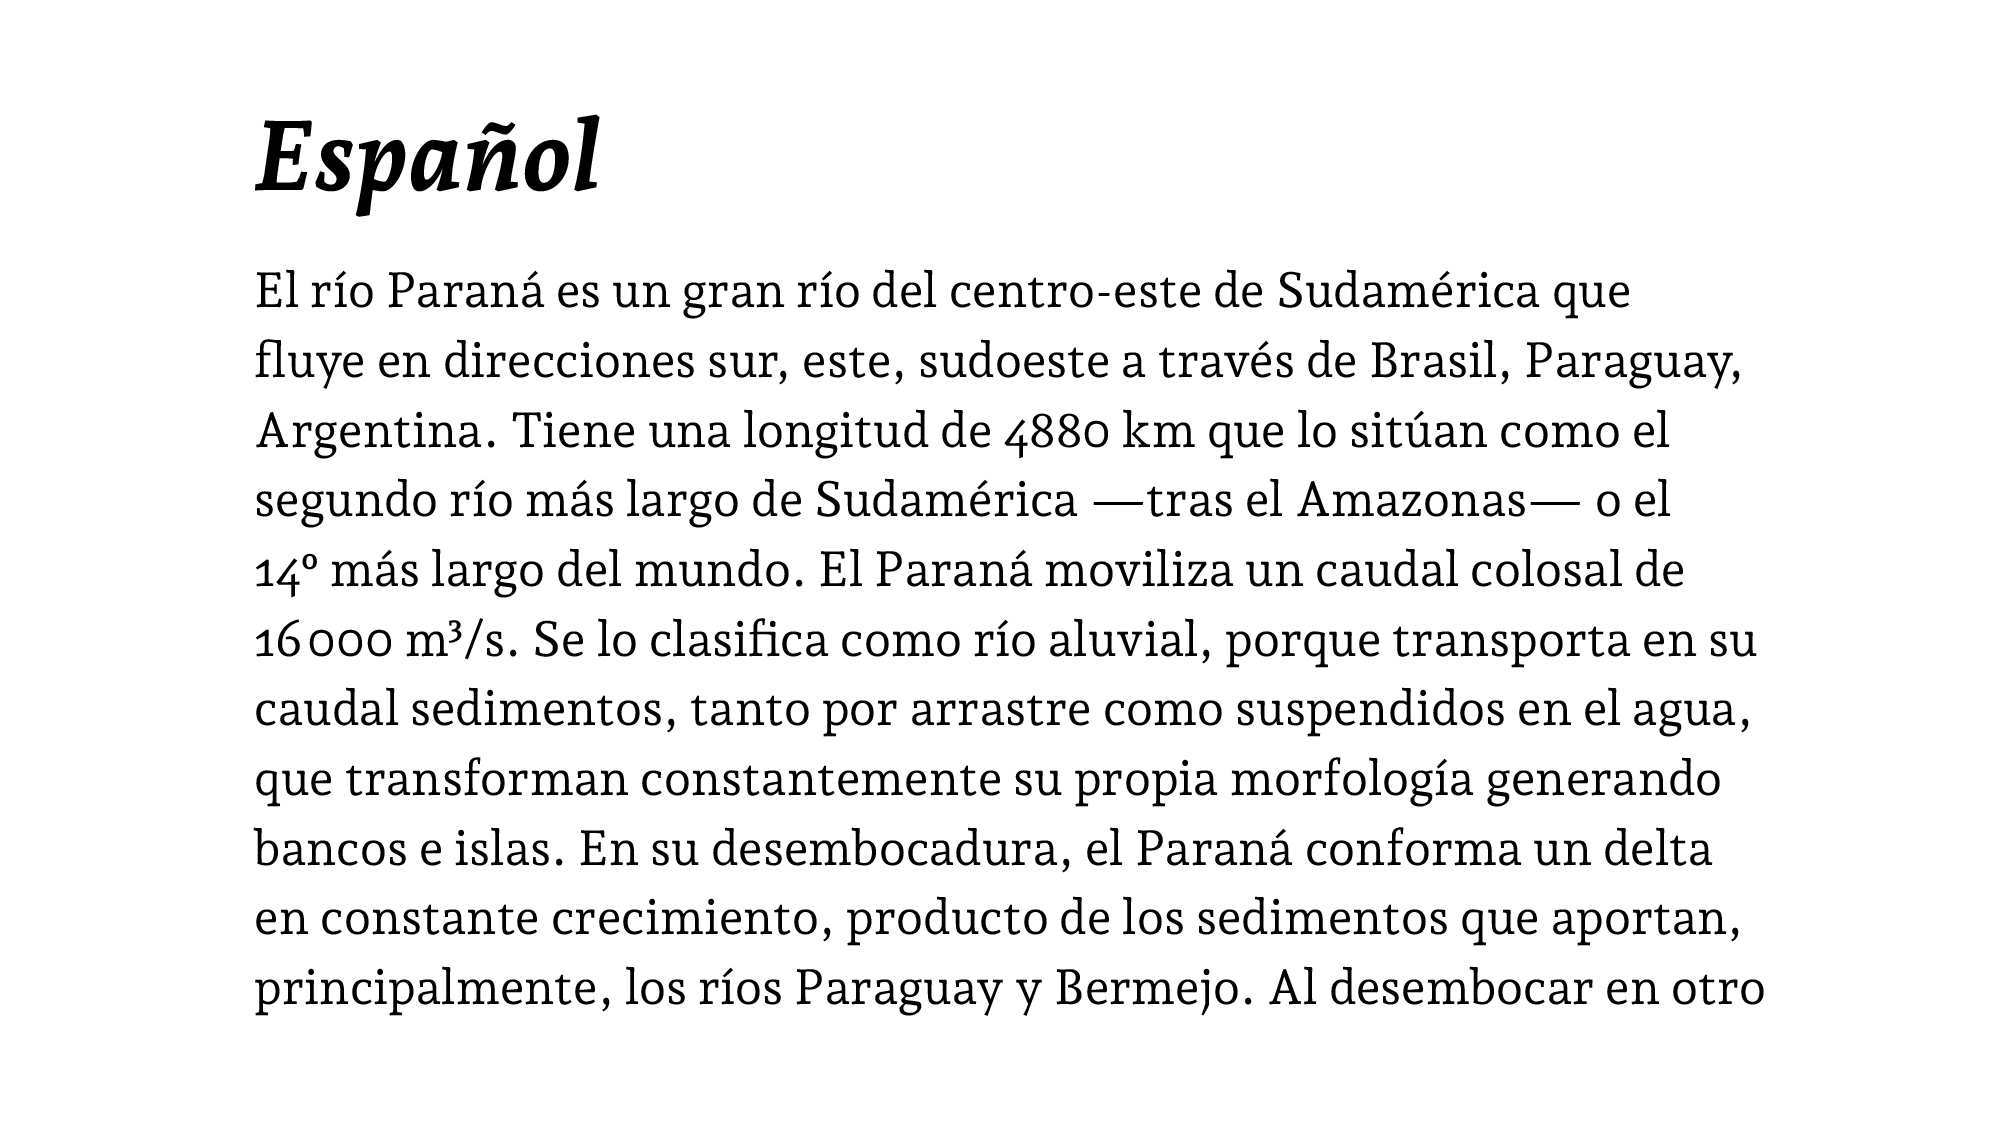 Español
El río Paraná es un gran río del centro-este de Sudamérica que
fluye en direcciones sur, este, sudoeste a través de Brasil, Paraguay,
Argentina. Tiene una longitud de 4880 km que lo sitúan como el
segundo río más largo de Sudamérica —tras el Amazonas— o el
14º más largo del mundo. El Paraná moviliza un caudal colosal de
16 000 m³/s. Se lo clasifica como río aluvial, porque transporta en su
caudal sedimentos, tanto por arrastre como suspendidos en el agua,
que transforman constantemente su propia morfología generando
bancos e islas. En su desembocadura, el Paraná conforma un delta
en constante crecimiento, producto de los sedimentos que aportan,
principalmente, los ríos Paraguay y Bermejo. Al desembocar en otro